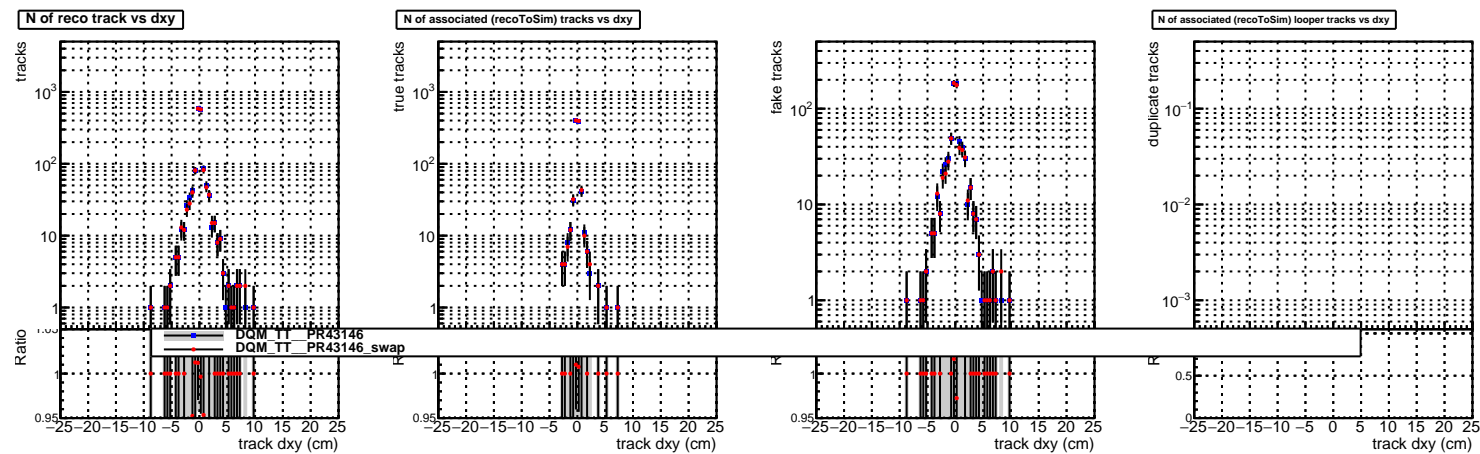 N of reco track vs dxy
N of associated (recoToSim) tracks vs dxy
N of associated (recoToSim) looper tracks vs dxy
tracks
true tracks
fake tracks
duplicate tracks
10³
10²
10
1
10³
10²
10
1
10²
10
1
10⁻¹
10⁻²
10⁻³
DQM_TT__PR43146
DQM_TT__PR43146_swap
Ratio
1
0.95
1
0.95
1
0.95
0.5
0
−25 −20 −15 −10 −5 0 5 10 15 20 25
−25 −20 −15 −10 −5 0 5 10 15 20 25
−25 −20 −15 −10 −5 0 5 10 15 20 25
−25 −20 −15 −10 −5 0 5 10 15 20 25
track dxy (cm)
track dxy (cm)
track dxy (cm)
track dxy (cm)